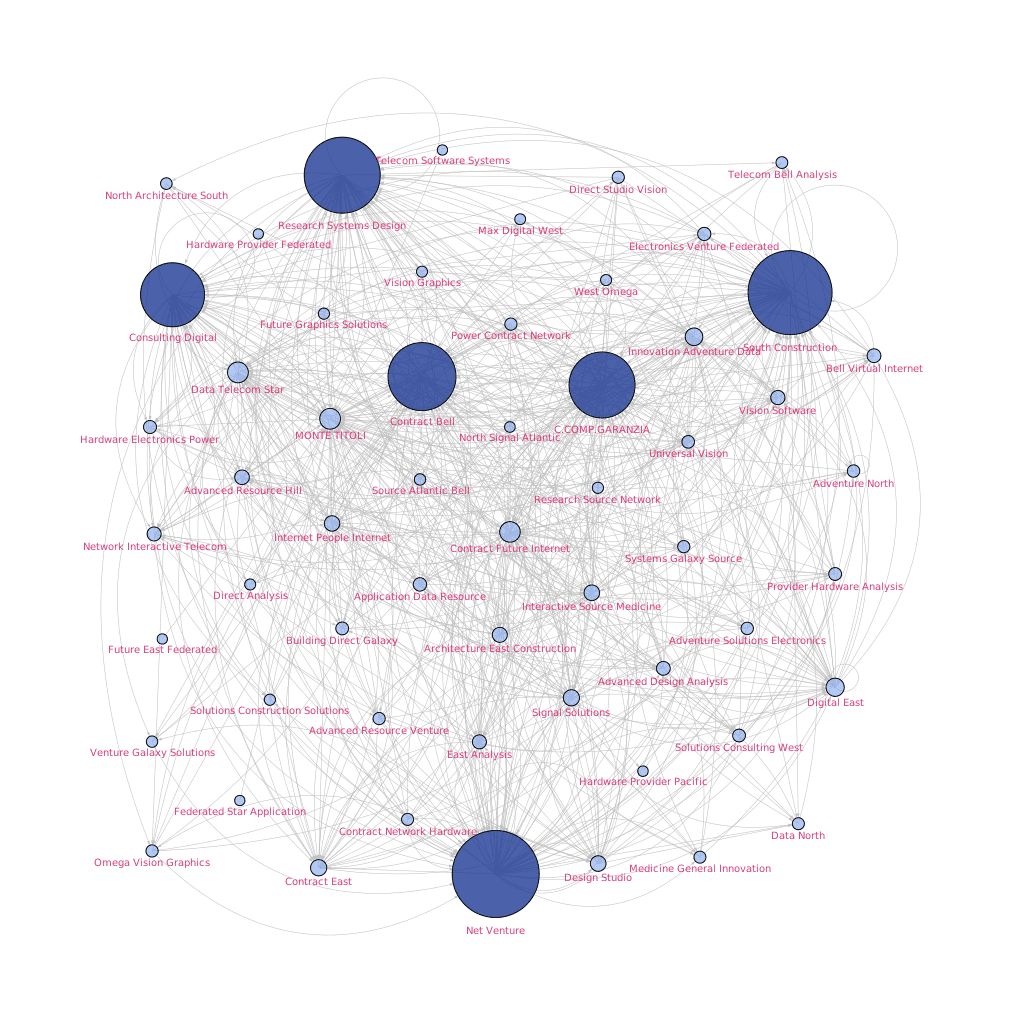 Telecom Software Systems
Telecom Bell Analysis
North Architecture South
Direct Studio Vision
Research Systems Design
Max Digital West
Hardware Provider Federated
Electronics Venture Federated
Vision Graphics
West Omega
Future Graphics Solutions
Consulting Digital
Power Contract Network
South Construction
Innovation Adventure Data
Bell Virtual Internet
Data Telecom Star
Vision Software
Contract Bell
C.COMP.GARANZIA
MONTE TITOLI
North Signal Atlantic
Hardware Electronics Power
Universal Vision
Adventure North
Advanced Resource Hill
Source Atlantic Bell
Research Source Network
Internet People Internet
Network Interactive Telecom
Contract Future Internet
Systems Galaxy Source
Provider Hardware Analysis
Direct Analysis
Application Data Resource
Interactive Source Medicine
Building Direct Galaxy
Adventure Solutions Electronics
Future East Federated
Architecture East Construction
Advanced Design Analysis
Digital East
Solutions Construction Solutions
Signal Solutions
Advanced Resource Venture
Solutions Consulting West
Venture Galaxy Solutions
East Analysis
Hardware Provider Pacific
Federated Star Application
Contract Network Hardware
Data North
Omega Vision Graphics
Medicine General Innovation
Contract East
Design Studio
Net Venture